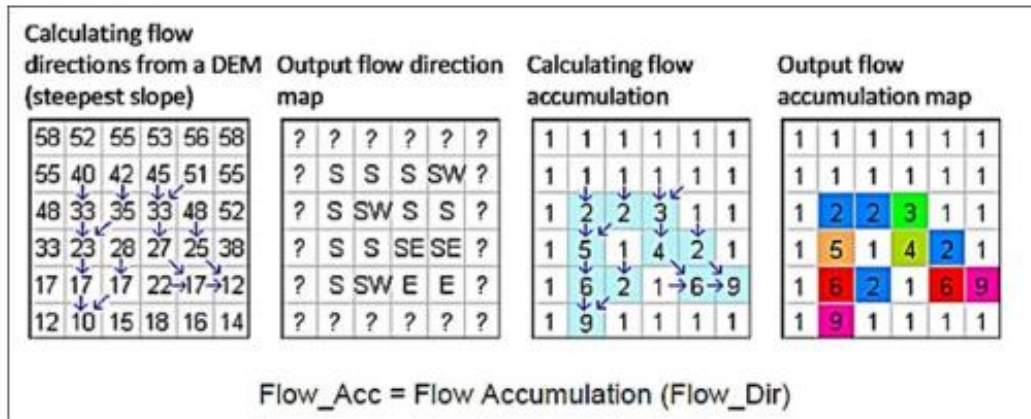 Calculating flow
directions from a DEM
(steepest slope)
58 52 55 53 56 58
55 40 42 45 51 55
48 33 35 33 48 52
33 23 28 27 25 38
17 17 17 22 17 12
12 10 15 18 16 14
Output flow direction
map
? ? ? ? ? ?
? S S S SW ?
? S SW S S ?
? S S SE SE ?
? S SW E E ?
? ? ? ? ? ?
Calculating flow
accumulation
1 1 1 1 1 1
1 1 1 1 1 1
1 2 2 3 1 1
1 5 1 4 2 1
1 6 2 1 6 9
1 9 1 1 1 1
Output flow
accumulation map
1 1 1 1 1 1
1 1 1 1 1 1
1 2 2 3 1 1
1 5 1 4 2 1
1 6 2 1 6 9
1 9 1 1 1 1
Flow_Acc = Flow Accumulation (Flow_Dir)